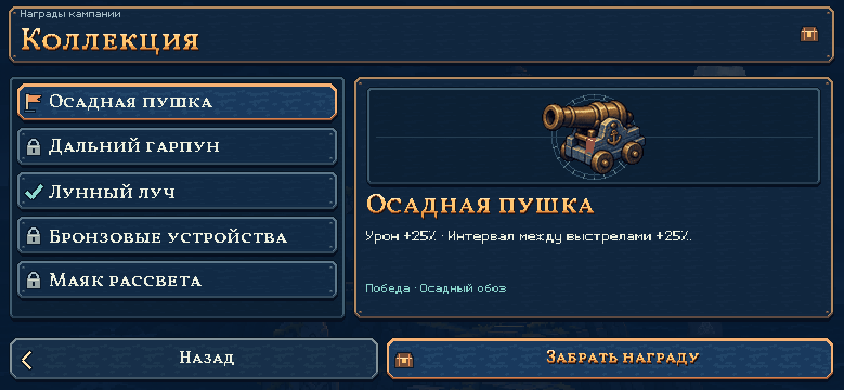 Награды кампании
Коллекция
Осадная пушка
Дальний гарпун
Лунный луч
Бронзовые устройства
Маяк рассвета
Осадная пушка
Урон +25% · Интервал между выстрелами +25%.
Победа · Осадный обоз
Назад
Забрать награду